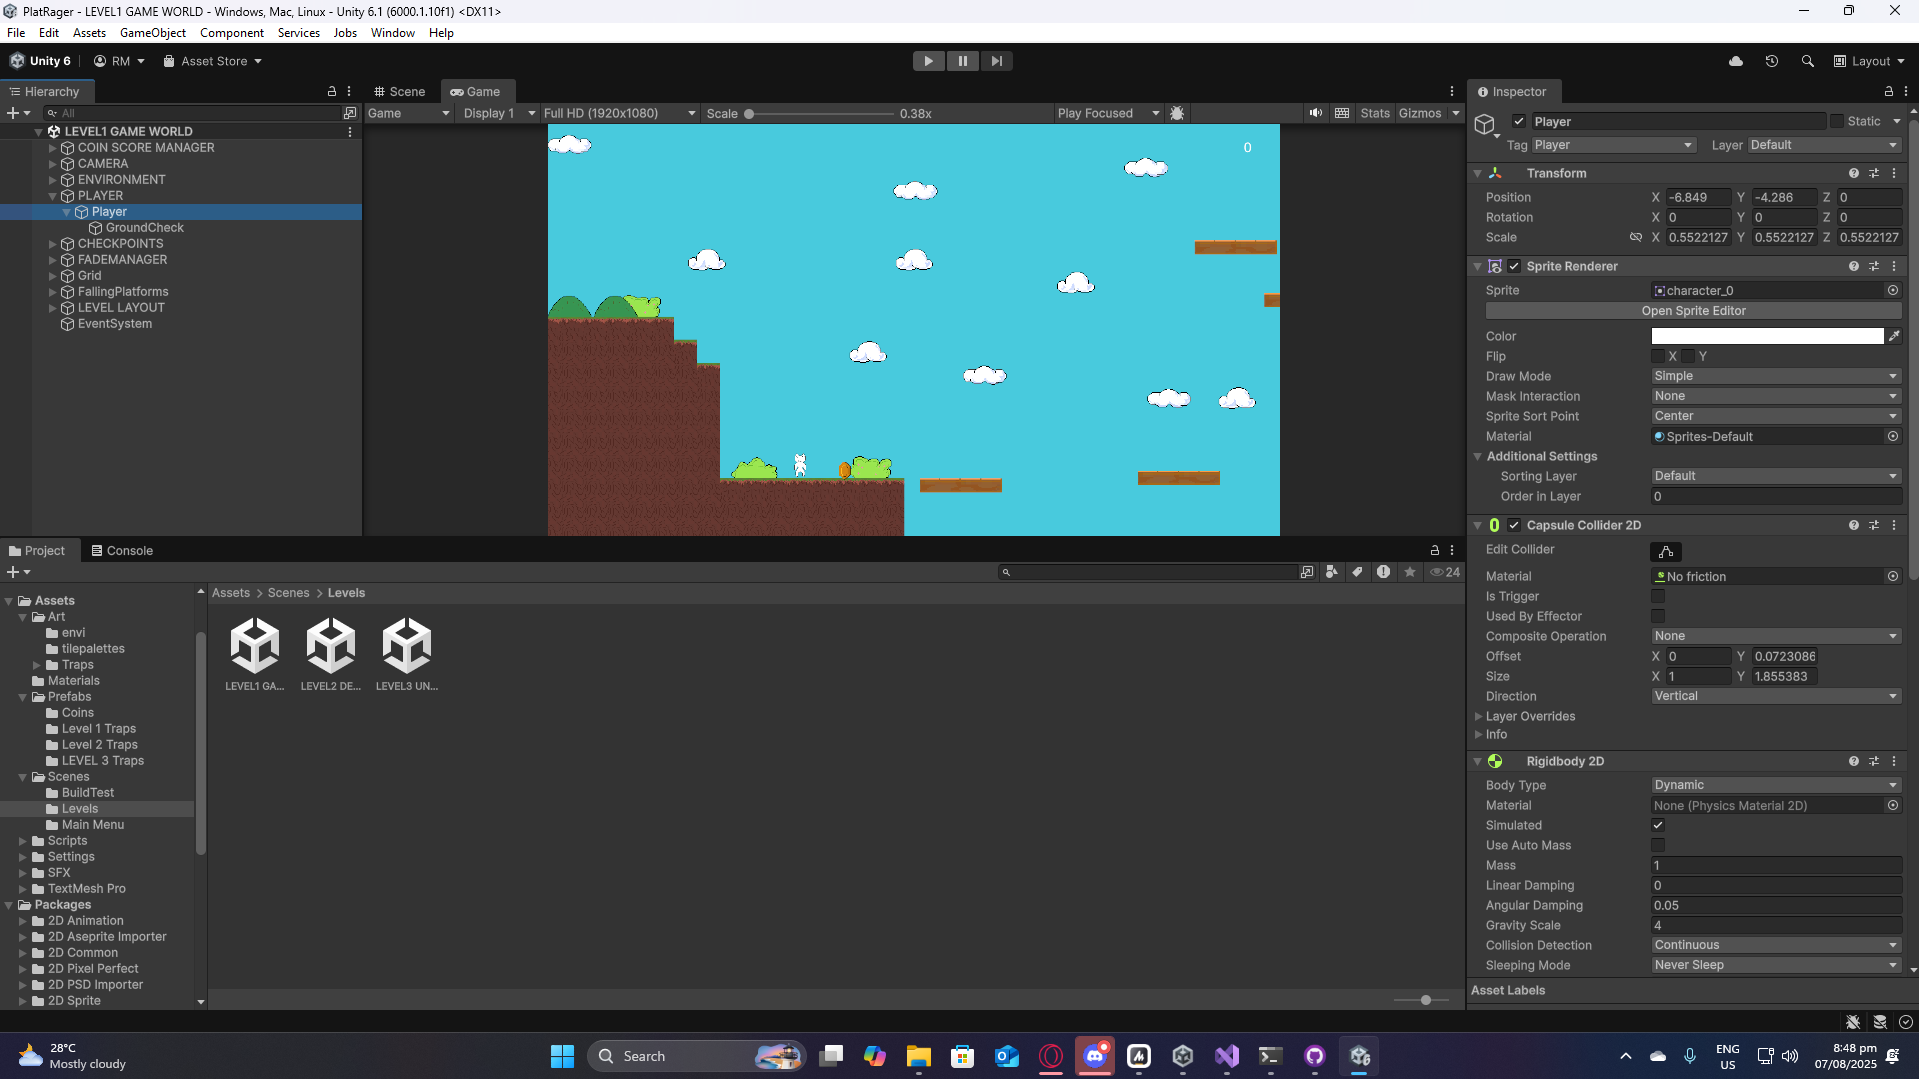 PlatRager - LEVEL1 GAME WORLD - Windows, Mac, Linux - Unity 6.1 (6000.1.10f1) <DX11>
File Edit Assets GameObject Component Services Jobs Window Help
Unity 6 RM Asset Store Layout
Hierarchy
All
LEVEL1 GAME WORLD
COIN SCORE MANAGER
CAMERA
ENVIRONMENT
PLAYER
Player
GroundCheck
CHECKPOINTS
FADEMANAGER
Grid
FallingPlatforms
LEVEL LAYOUT
EventSystem
Scene Game
Game Display 1 Full HD (1920x1080) Scale 0.38x Play Focused Stats Gizmos
0
Inspector
Player Static
Tag Player Layer Default
Transform
Position X -6.849 Y -4.286 Z 0
Rotation X 0 Y 0 Z 0
Scale X 0.5522127 Y 0.5522127 Z 0.5522127
Sprite Renderer
Sprite character_0
Open Sprite Editor
Color
Flip X Y
Draw Mode Simple
Mask Interaction None
Sprite Sort Point Center
Material Sprites-Default
Additional Settings
Sorting Layer Default
Order in Layer 0
Capsule Collider 2D
Edit Collider
Material No friction
Is Trigger
Used By Effector
Composite Operation None
Offset X 0 Y 0.0723086
Size X 1 Y 1.855383
Direction Vertical
Layer Overrides
Info
Rigidbody 2D
Body Type Dynamic
Material None (Physics Material 2D)
Simulated
Use Auto Mass
Mass 1
Linear Damping 0
Angular Damping 0.05
Gravity Scale 4
Collision Detection Continuous
Sleeping Mode Never Sleep
Asset Labels
Project Console
24
Assets
Art
envi
tilepalettes
Traps
Materials
Prefabs
Coins
Level 1 Traps
Level 2 Traps
LEVEL 3 Traps
Scenes
BuildTest
Levels
Main Menu
Scripts
Settings
SFX
TextMesh Pro
Packages
2D Animation
2D Aseprite Importer
2D Common
2D Pixel Perfect
2D PSD Importer
2D Sprite
Assets > Scenes > Levels
LEVEL1 GA... LEVEL2 DE... LEVEL3 UN...
28°C
Mostly cloudy
Search
ENG
US
8:48 pm
07/08/2025